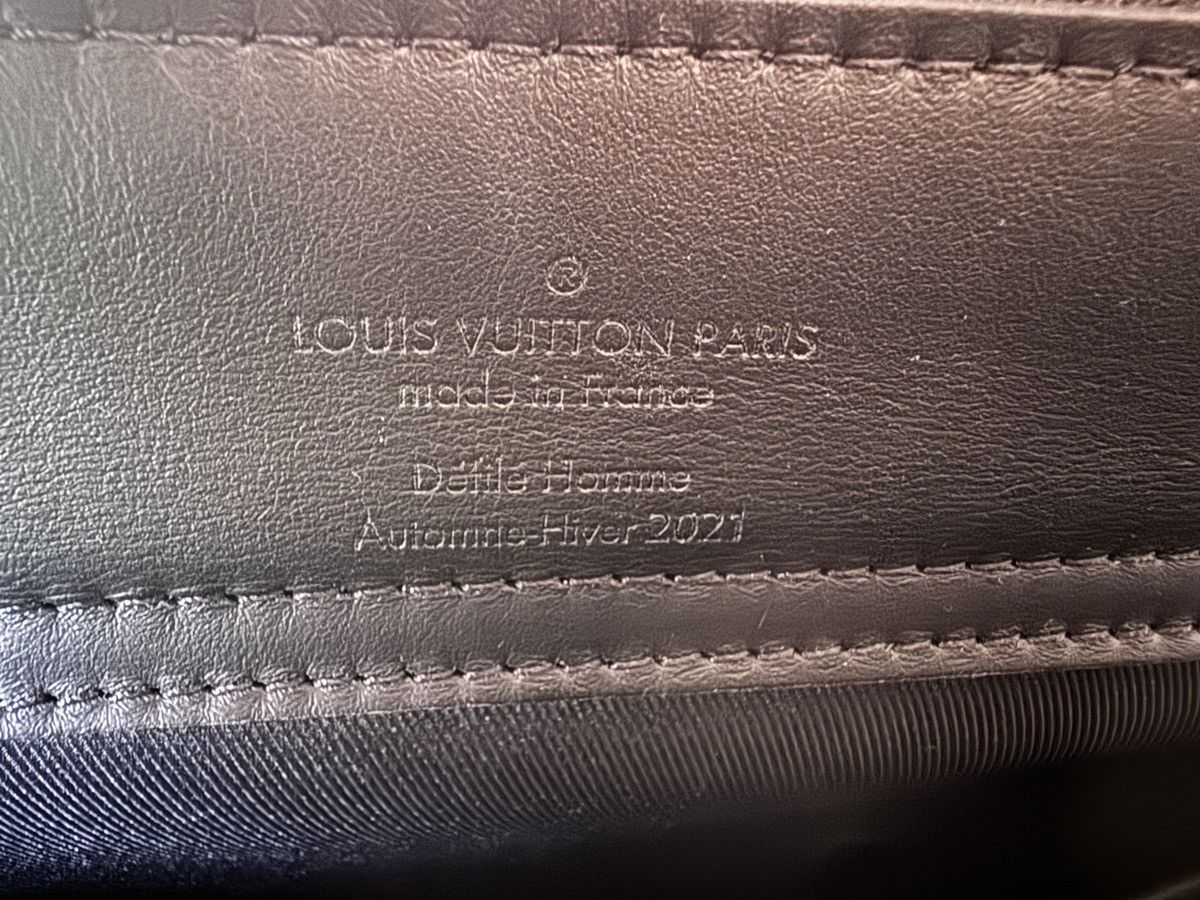 ®
LOUIS VUITTON PARIS
made in France
Défilé Homme
Automne-Hiver 2021